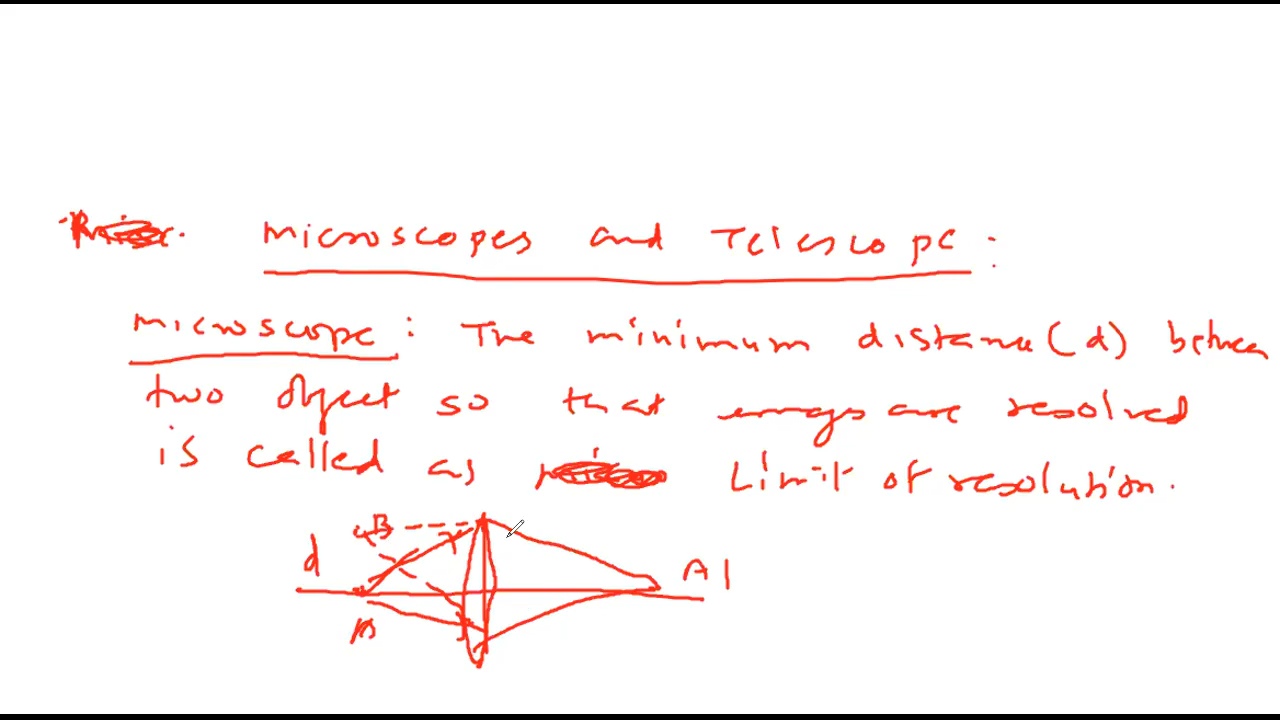 Microscopes and Telescope :
Microscope : The minimum distance (d) between
two object so that images are resolved
is called as Limit of resolution.
B
d
A1
A